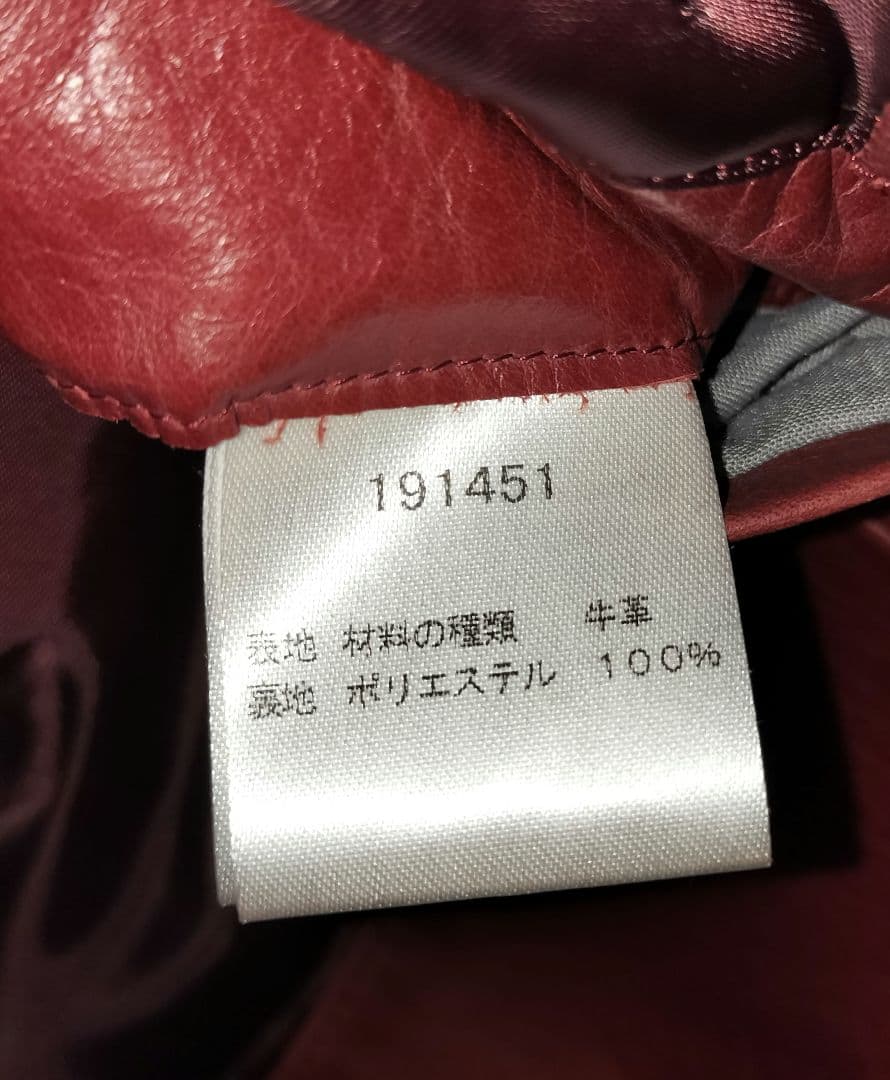 191451
表地 材料の種類 牛革
裏地 ポリエステル 100%